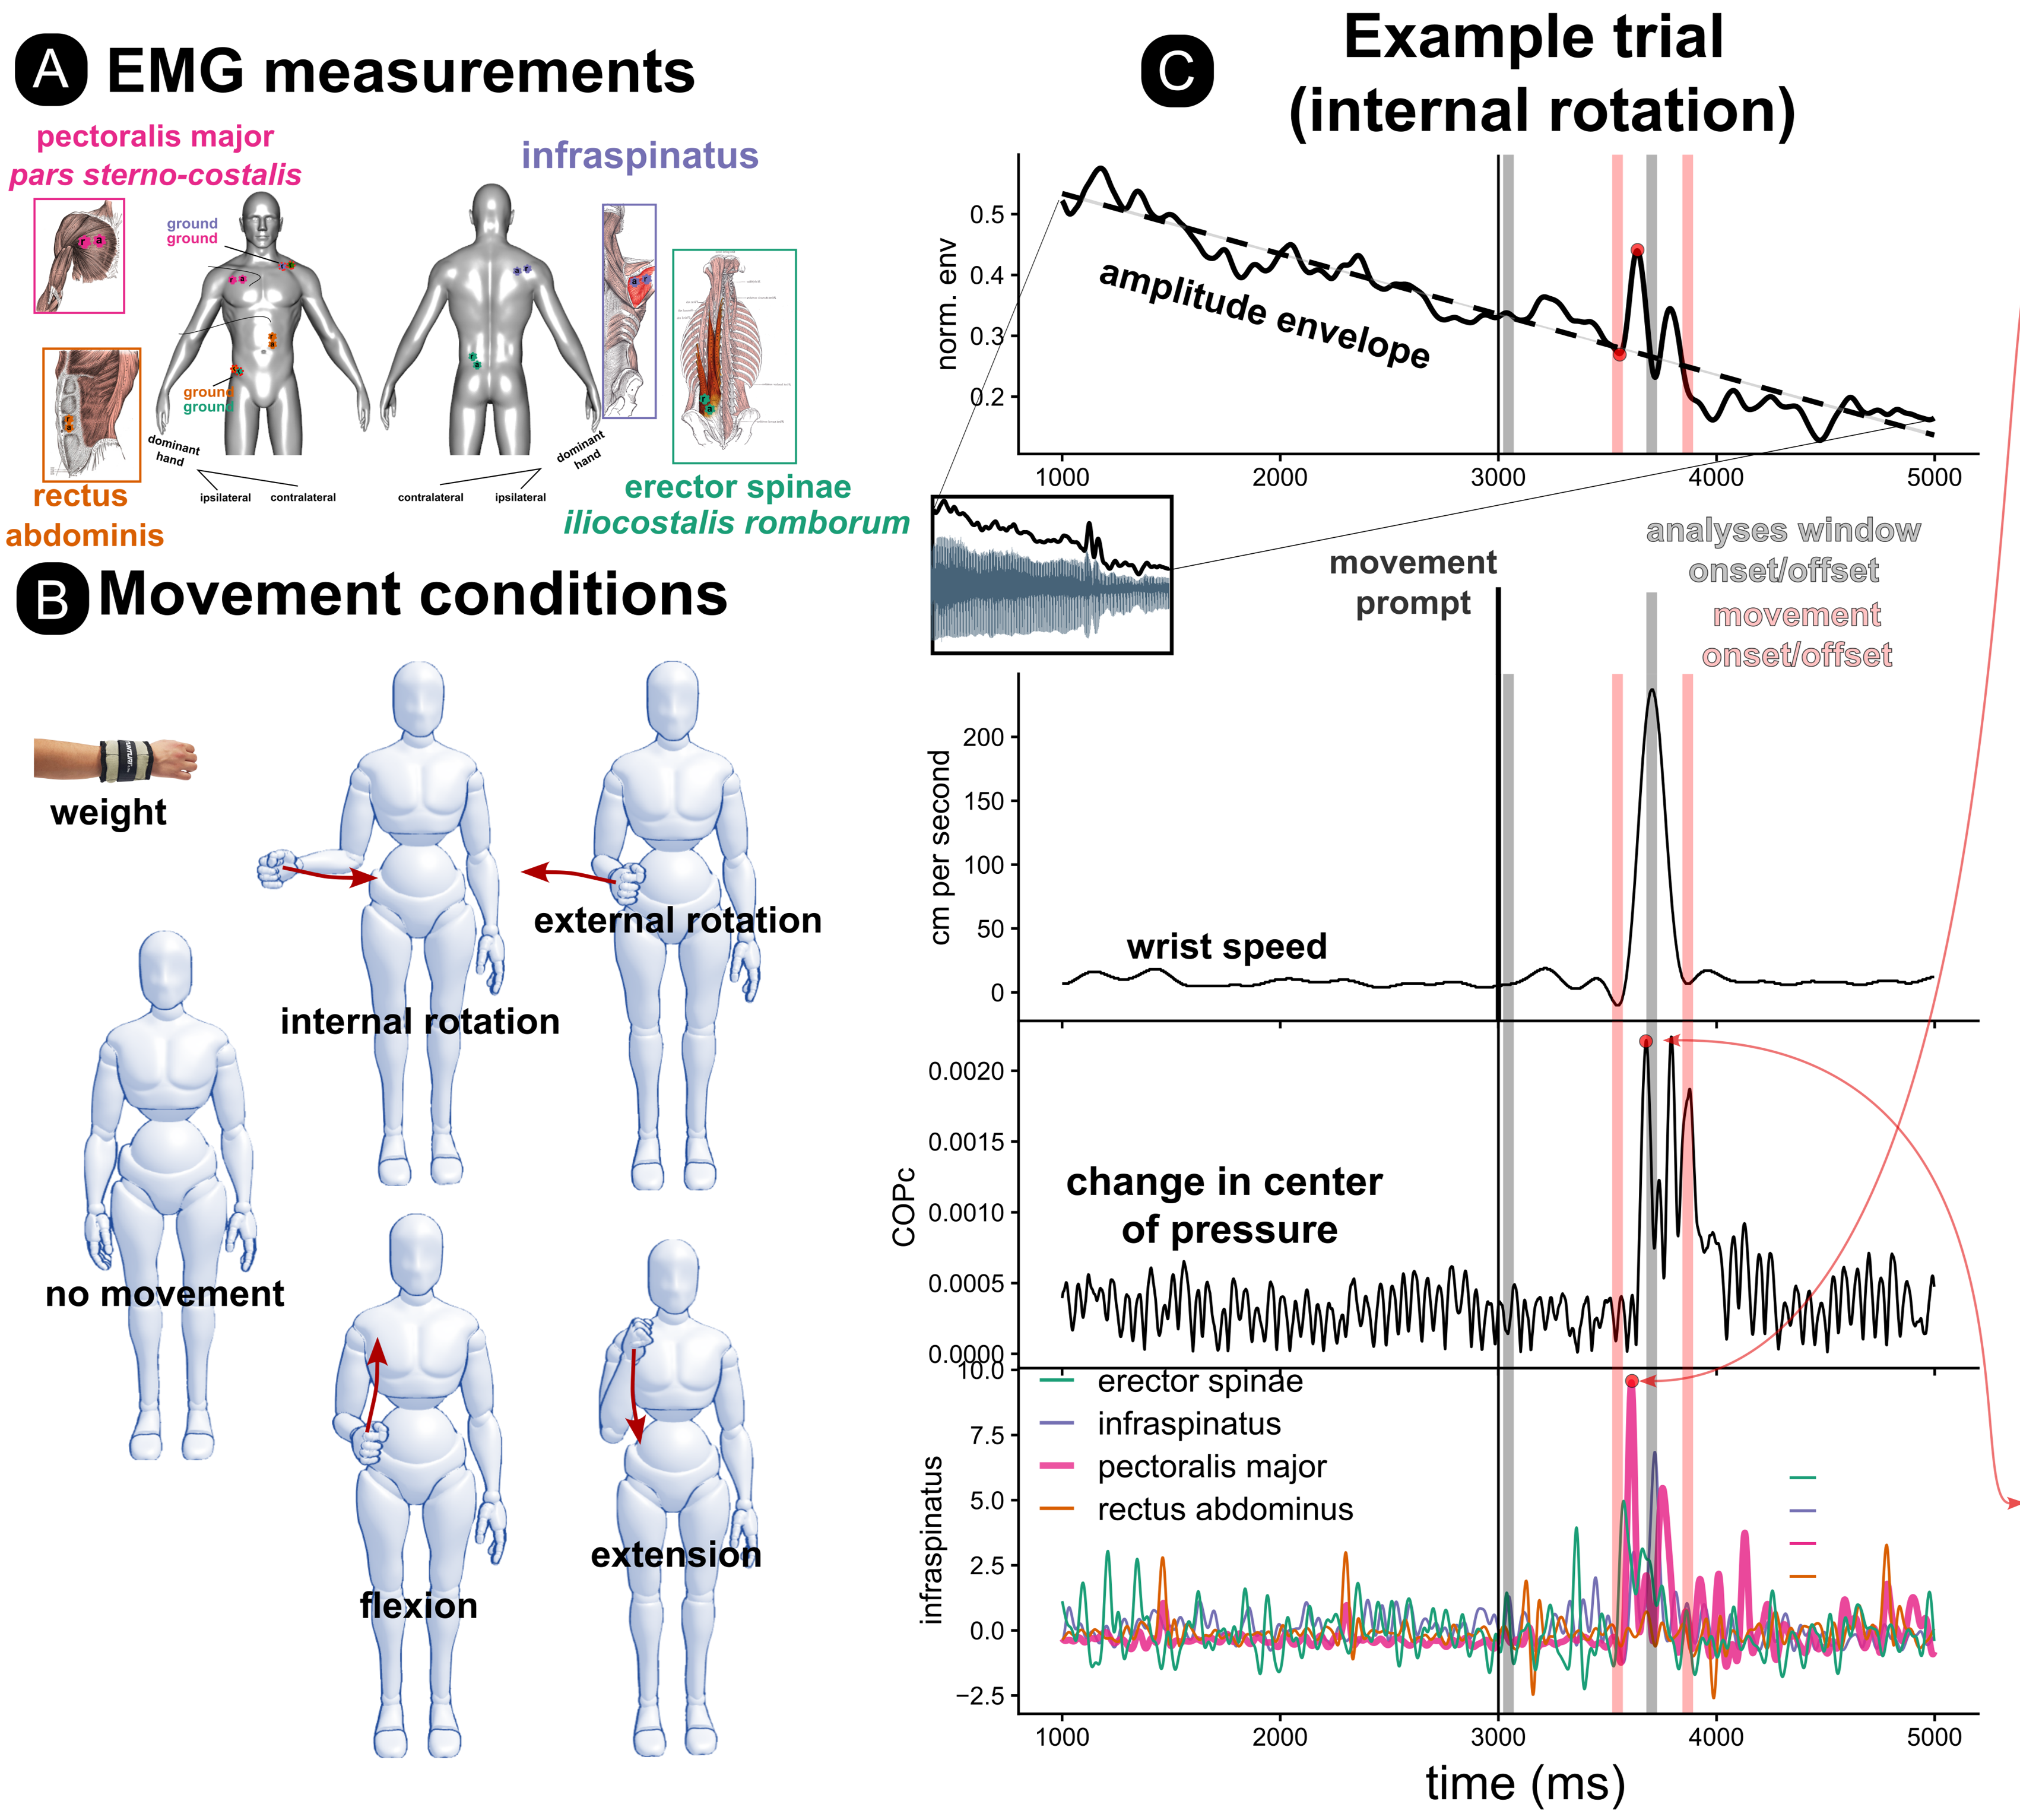 A EMG measurements
pectoralis major
pars sterno-costalis
infraspinatus
ground
ground
r a
r a
a r
a r
r
a
r
a
r
a
r
a
ground
ground
dominant
hand
dominant
hand
ipsilateral contralateral
contralateral ipsilateral
rectus
abdominis
erector spinae
iliocostalis romborum
B Movement conditions
weight
external rotation
internal rotation
no movement
extension
flexion
C Example trial
(internal rotation)
norm. env
0.5
0.4
0.3
0.2
amplitude envelope
1000 2000 3000 4000 5000
analyses window
onset/offset
movement
prompt
movement
onset/offset
cm per second
200
150
100
50
0
wrist speed
COPc
0.0020
0.0015
0.0010
0.0005
0.0000
change in center
of pressure
infraspinatus
10.0
7.5
5.0
2.5
0.0
−2.5
erector spinae
infraspinatus
pectoralis major
rectus abdominus
1000 2000 3000 4000 5000
time (ms)